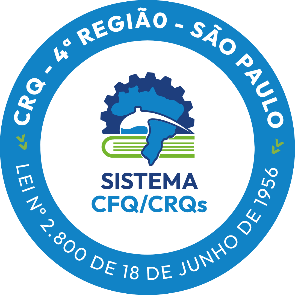 CRQ - 4ª REGIÃO - SÃO PAULO
SISTEMA
CFQ/CRQs
LEI Nº 2.800 DE 18 DE JUNHO DE 1956